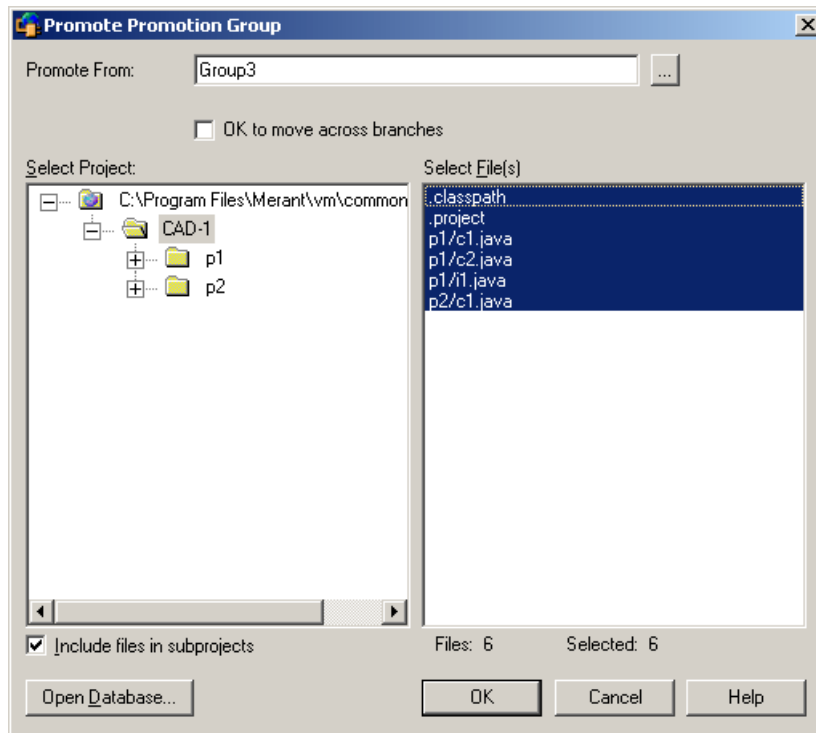 Promote Promotion Group
Promote From:
Group3
...
OK to move across branches
Select Project:
C:\Program Files\Merant\vm\common
CAD-1
p1
p2
Select File(s)
.classpath
.project
p1/c1.java
p1/c2.java
p1/i1.java
p2/c1.java
Include files in subprojects
Files: 6 Selected: 6
Open Database... OK Cancel Help